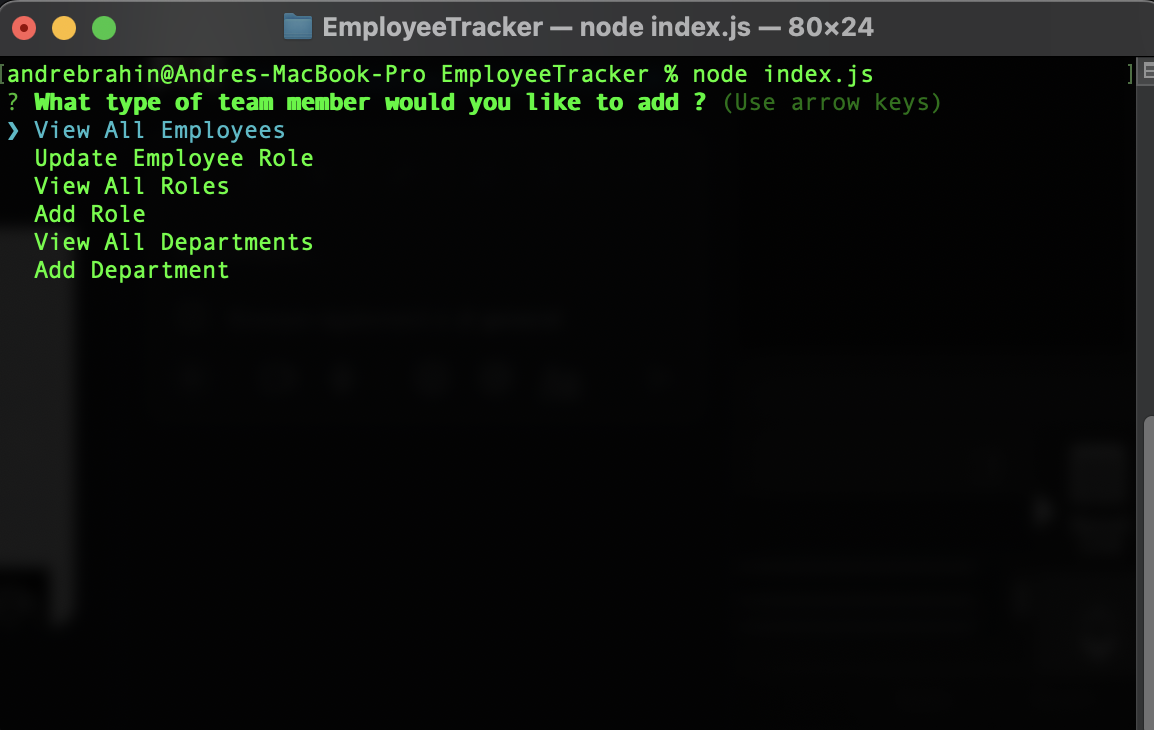 EmployeeTracker — node index.js — 80×24
[andrebrahin@Andres-MacBook-Pro EmployeeTracker % node index.js ]
? What type of team member would you like to add ? (Use arrow keys)
❯ View All Employees
Update Employee Role
View All Roles
Add Role
View All Departments
Add Department